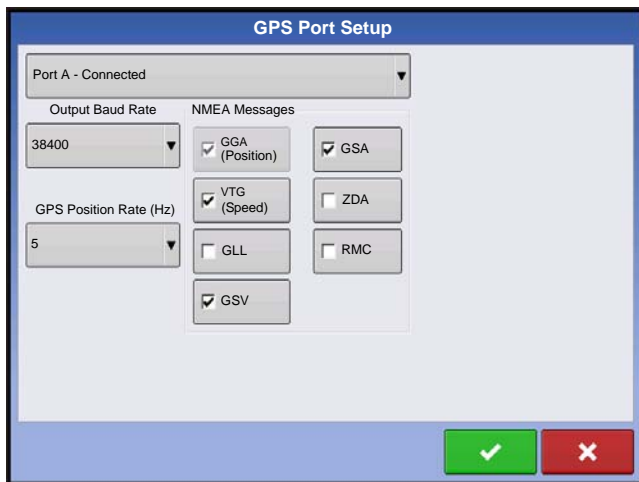 GPS Port Setup
Port A - Connected
Output Baud Rate
38400
GPS Position Rate (Hz)
5
NMEA Messages
GGA
(Position)
GSA
VTG
(Speed)
ZDA
GLL
RMC
GSV